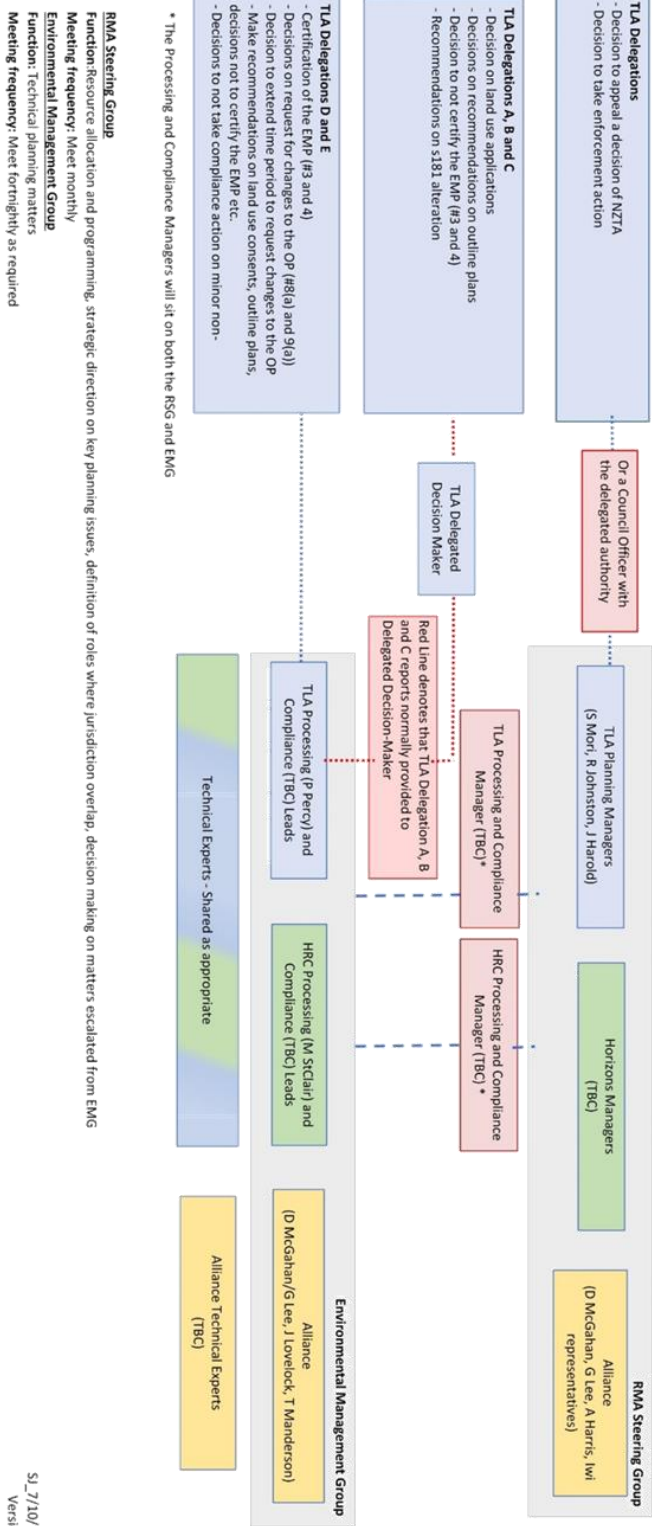 RMA Steering Group
TLA Delegations
- Decision to appeal a decision of NZTA
- Decision to take enforcement action
Or a Council Officer with
the delegated authority
TLA Planning Managers
(S Mori, R Johnston, J Harold)
Horizons Managers
(TBC)
Alliance
(D McGahan, G Lee, A Harris, Iwi
representatives)
TLA Delegations A, B and C
- Decision on land use applications
- Decisions on recommendations on outline plans
- Decision to not certify the EMP (#3 and 4)
- Recommendations on s181 alteration
TLA Delegated
Decision Maker
TLA Processing and Compliance
Manager (TBC)*
HRC Processing and Compliance
Manager (TBC) *
Red Line denotes that TLA Delegation A, B
and C reports normally provided to
Delegated Decision-Maker
Environmental Management Group
TLA Delegations D and E
- Certification of the EMP (#3 and 4)
- Decisions on request for changes to the OP (#8(a) and 9(a))
- Decision to extend time period to request changes to the OP
- Make recommendations on land use consents, outline plans,
decisions not to certify the EMP etc.
- Decisions to not take compliance action on minor non-
TLA Processing (P Percy) and
Compliance (TBC) Leads
HRC Processing (M StClair) and
Compliance (TBC) Leads
Alliance
(D McGahan/G Lee, J Lovelock, T Manderson)
Technical Experts - Shared as appropriate
Alliance Technical Experts
(TBC)
* The Processing and Compliance Managers will sit on both the RSG and EMG
RMA Steering Group
Function:Resource allocation and programming, strategic direction on key planning issues, definition of roles where jurisdiction overlap, decision making on matters escalated from EMG
Meeting frequency: Meet monthly
Environmental Management Group
Function: Technical planning matters
Meeting frequency: Meet fortnightly as required
SJ_7/10/
Versi